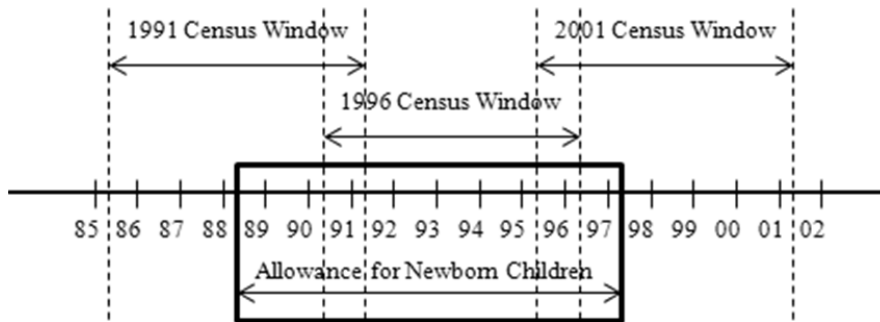 1991 Census Window 2001 Census Window
1996 Census Window
85 86 87 88 89 90 91 92 93 94 95 96 97 98 99 00 01 02
Allowance for Newborn Children